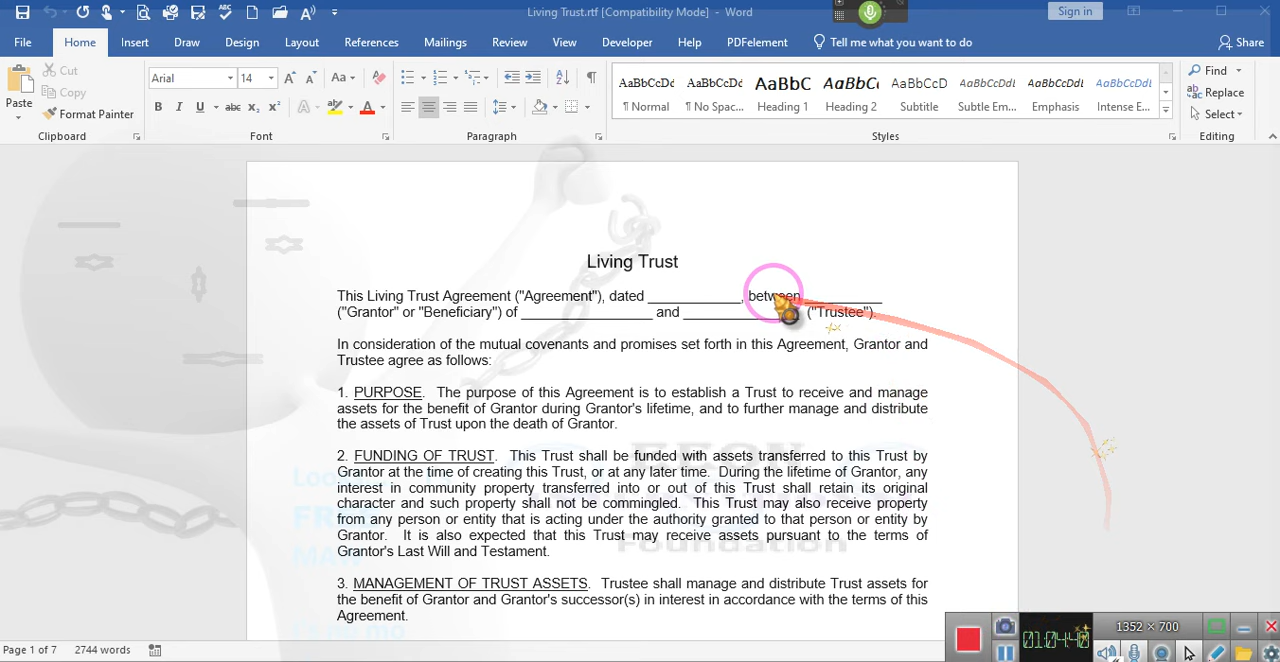 Living Trust.rtf [Compatibility Mode] - Word
Sign in
File Home Insert Draw Design Layout References Mailings Review View Developer Help PDFelement Tell me what you want to do Share
Paste
Cut
Copy
Format Painter
Clipboard
Arial 14
Font
Paragraph
AaBbCcDd AaBbCcDd AaBbC AaBbCc AaBbCcD AaBbCcDdI AaBbCcDdI AaBbCcDdI
¶ Normal ¶ No Spac... Heading 1 Heading 2 Subtitle Subtle Em... Emphasis Intense E...
Styles
Find
Replace
Select
Editing
Living Trust
This Living Trust Agreement ("Agreement"), dated ____________, between __________
("Grantor" or "Beneficiary") of _________________ and ______________ ("Trustee").
In consideration of the mutual covenants and promises set forth in this Agreement, Grantor and
Trustee agree as follows:
1. PURPOSE. The purpose of this Agreement is to establish a Trust to receive and manage
assets for the benefit of Grantor during Grantor's lifetime, and to further manage and distribute
the assets of Trust upon the death of Grantor.
2. FUNDING OF TRUST. This Trust shall be funded with assets transferred to this Trust by
Grantor at the time of creating this Trust, or at any later time. During the lifetime of Grantor, any
interest in community property transferred into or out of this Trust shall retain its original
character and such property shall not be commingled. This Trust may also receive property
from any person or entity that is acting under the authority granted to that person or entity by
Grantor. It is also expected that this Trust may receive assets pursuant to the terms of
Grantor's Last Will and Testament.
Foundation
3. MANAGEMENT OF TRUST ASSETS. Trustee shall manage and distribute Trust assets for
the benefit of Grantor and Grantor's successor(s) in interest in accordance with the terms of this
Agreement.
1352 × 700
01:04:40
Page 1 of 7 2744 words